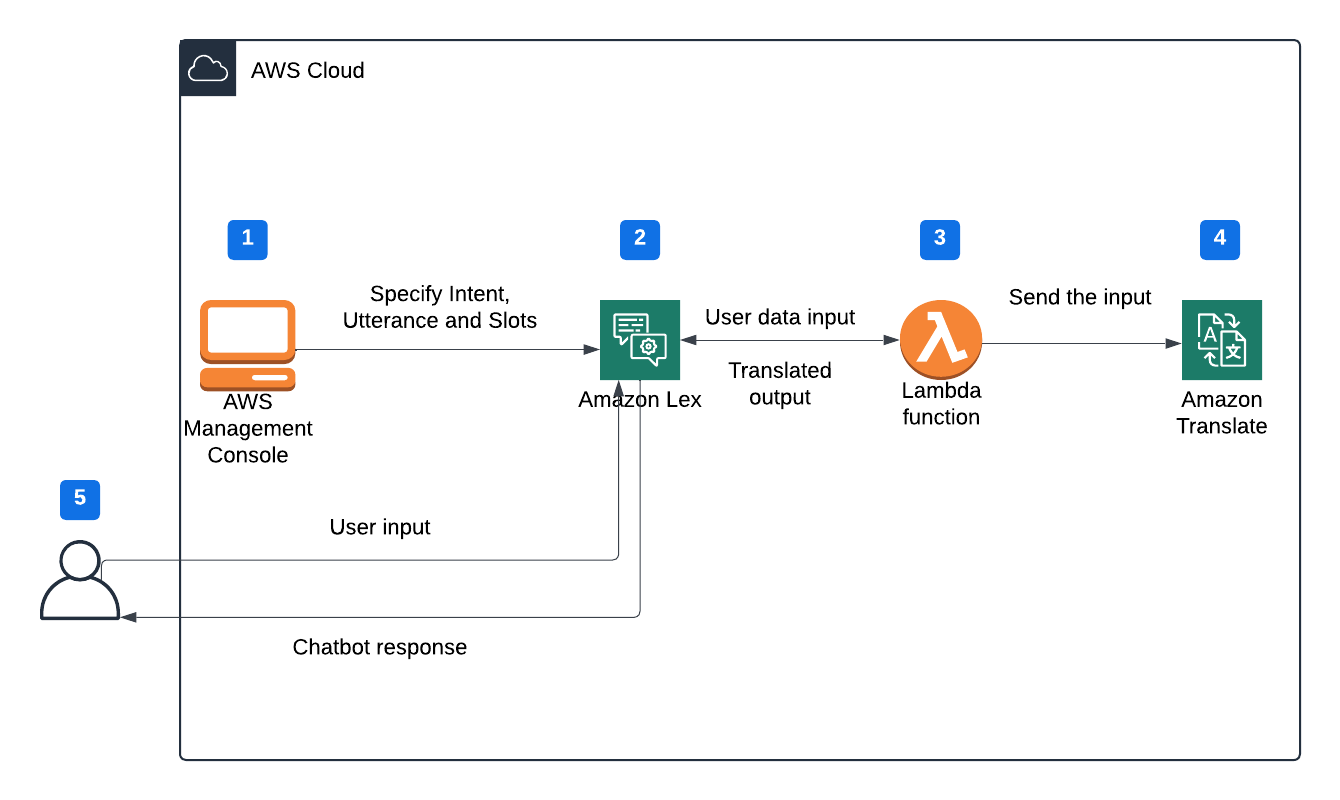 AWS Cloud
1
2
3
4
Specify Intent,
Utterance and Slots
User data input
Send the input
Translated
output
AWS
Management
Console
Amazon Lex
Lambda
function
A
文
Amazon
Translate
5
User input
Chatbot response